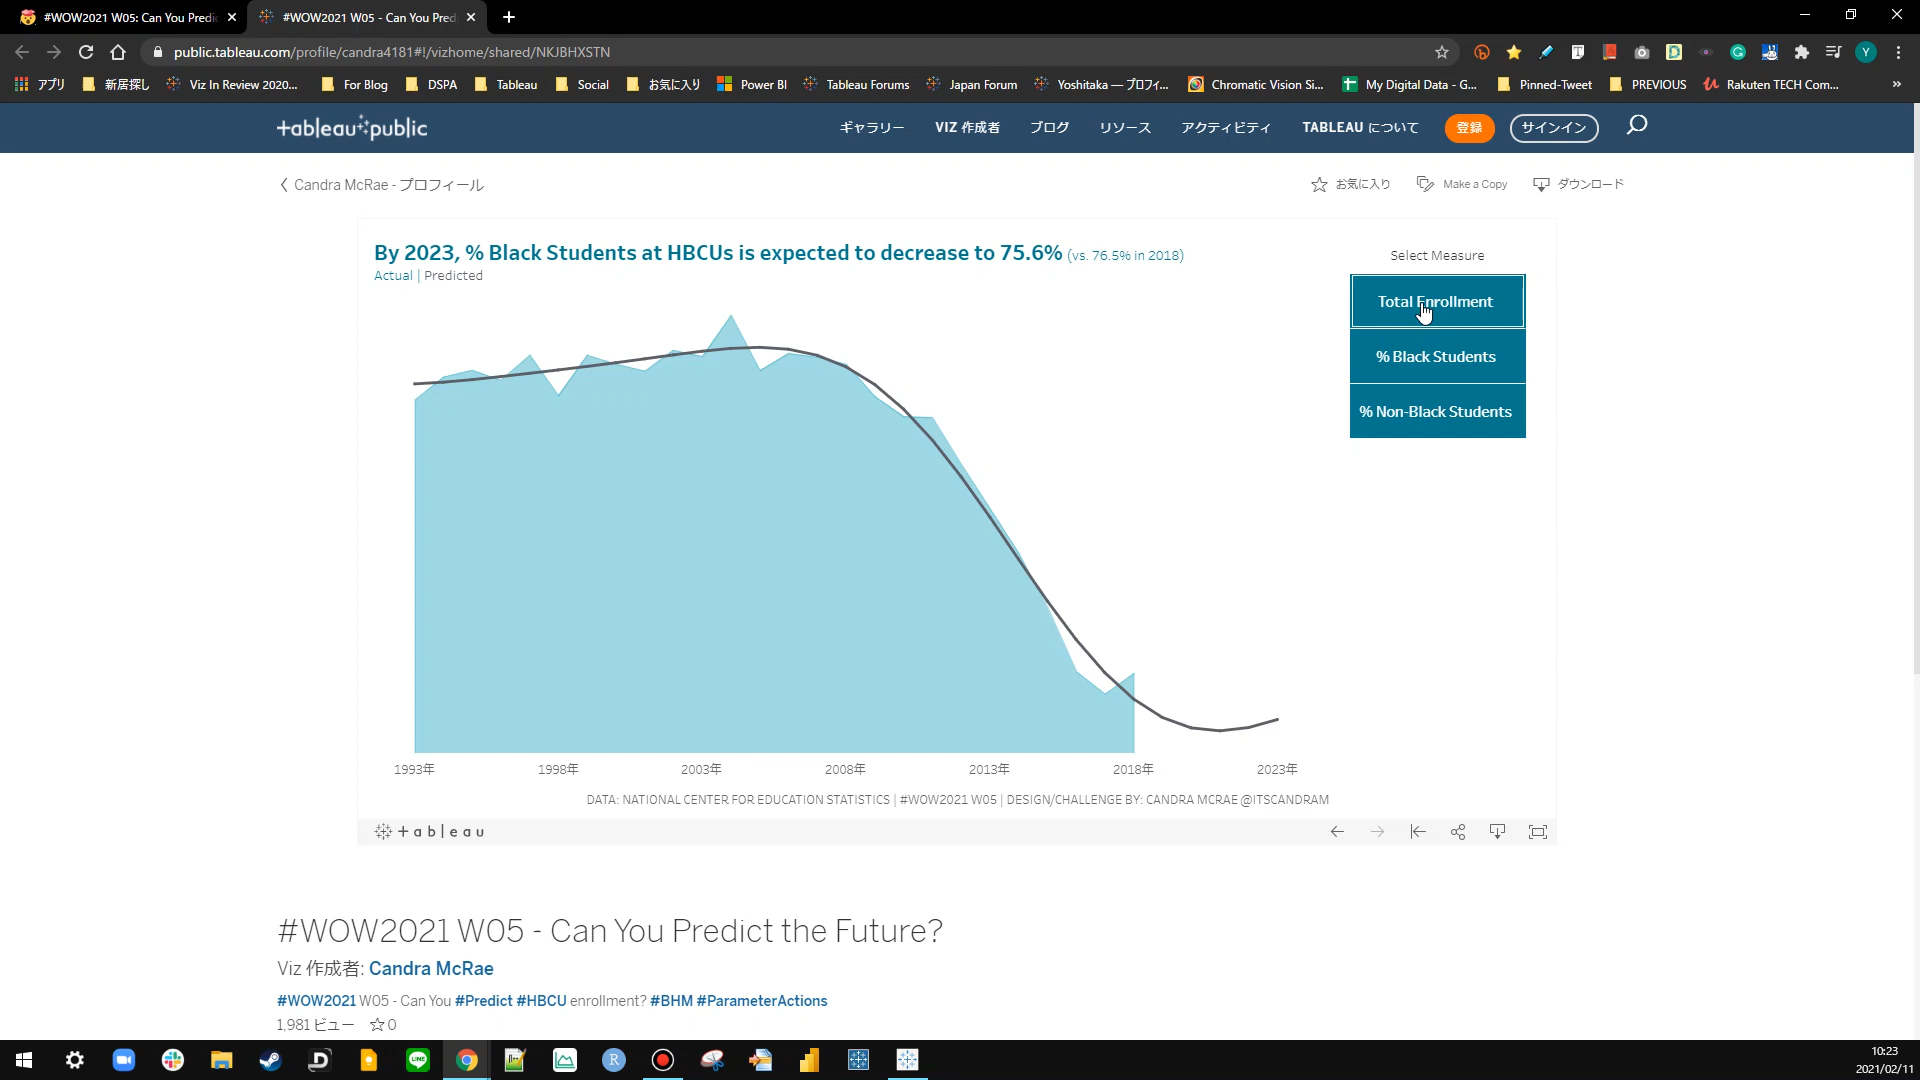 #WOW2021 W05: Can You Predic
#WOW2021 W05 - Can You Pred
public.tableau.com/profile/candra4181#!/vizhome/shared/NKJBHXSTN
アプリ 新居探し Viz In Review 2020... For Blog DSPA Tableau Social お気に入り Power BI Tableau Forums Japan Forum Yoshitaka — プロフィ... Chromatic Vision Si... My Digital Data - G... Pinned-Tweet PREVIOUS Rakuten TECH Com... »
+ableau public ギャラリー VIZ 作成者 ブログ リソース アクティビティ TABLEAU について 登録 サインイン
Candra McRae - プロフィール お気に入り Make a Copy ダウンロード
By 2023, % Black Students at HBCUs is expected to decrease to 75.6% (vs. 76.5% in 2018)
Actual | Predicted
Select Measure
Total Enrollment
% Black Students
% Non-Black Students
1993年 1998年 2003年 2008年 2013年 2018年 2023年
DATA: NATIONAL CENTER FOR EDUCATION STATISTICS | #WOW2021 W05 | DESIGN/CHALLENGE BY: CANDRA MCRAE @ITSCANDRAM
+ a b | e a u
#WOW2021 W05 - Can You Predict the Future?
Viz 作成者: Candra McRae
#WOW2021 W05 - Can You #Predict #HBCU enrollment? #BHM #ParameterActions
1,981 ビュー ☆0
10:23
2021/02/11